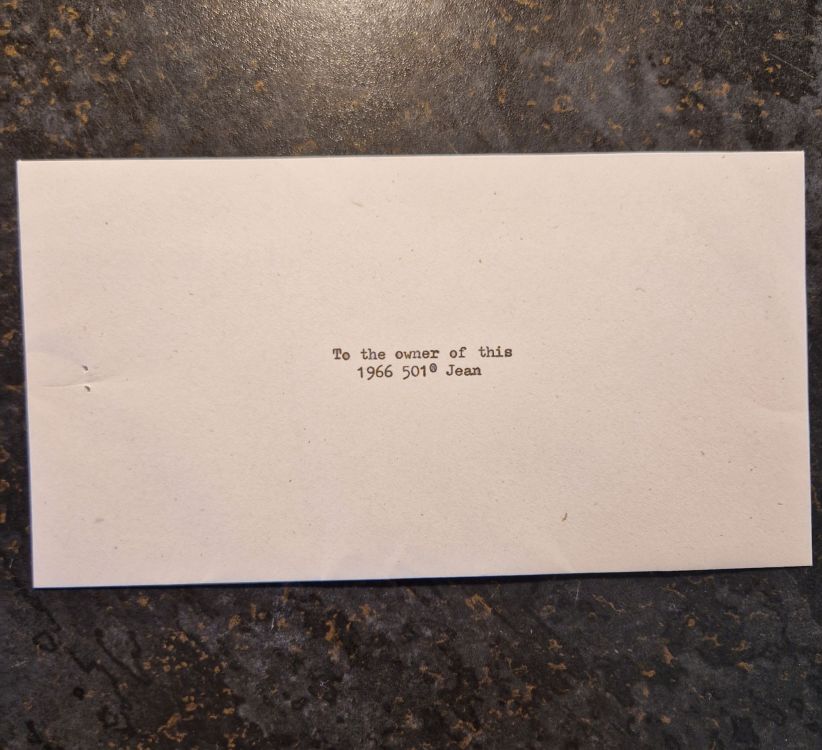 To the owner of this
1966 501® Jean